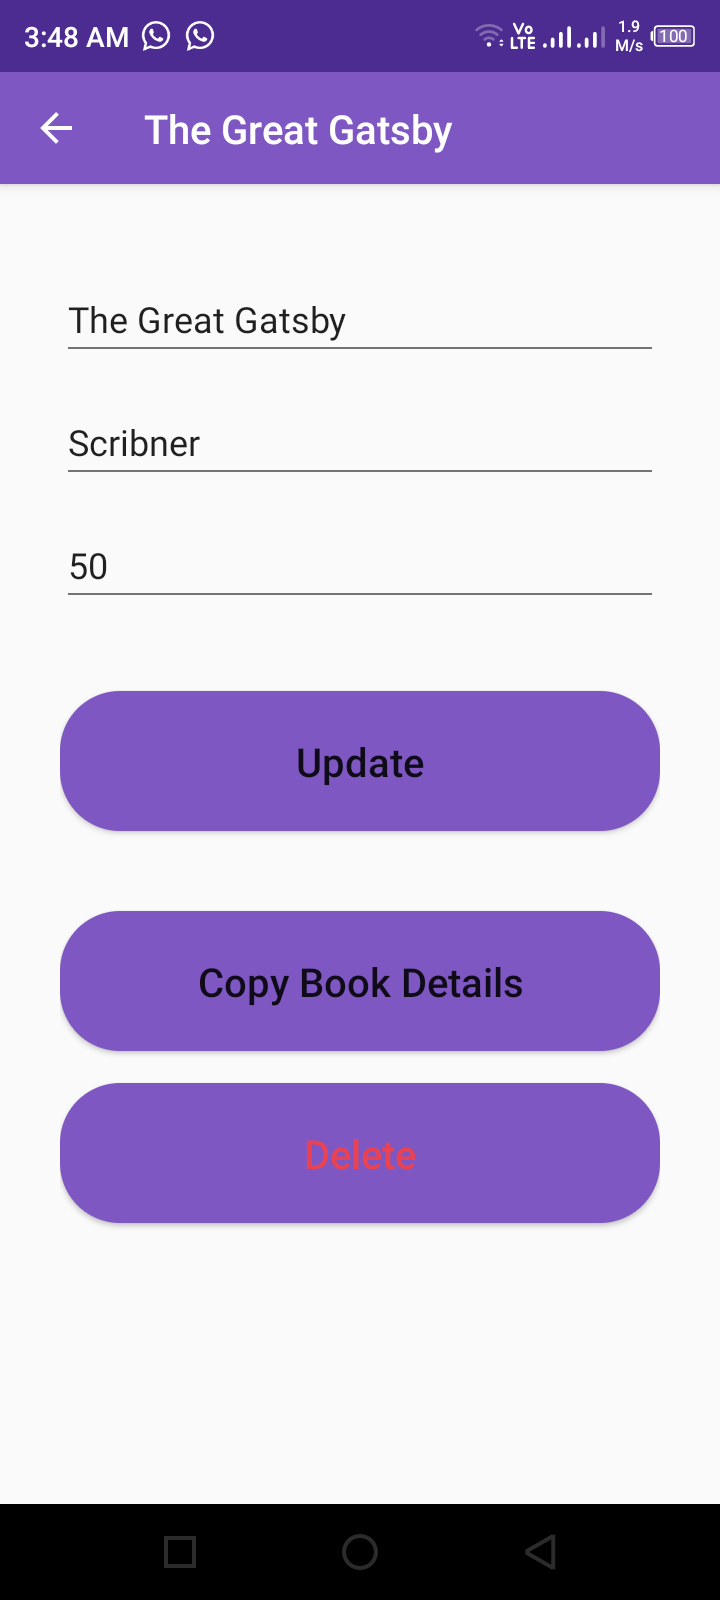 3:48 AM
Vo LTE
1.9 M/s
100
The Great Gatsby
The Great Gatsby
Scribner
50
Update
Copy Book Details
Delete